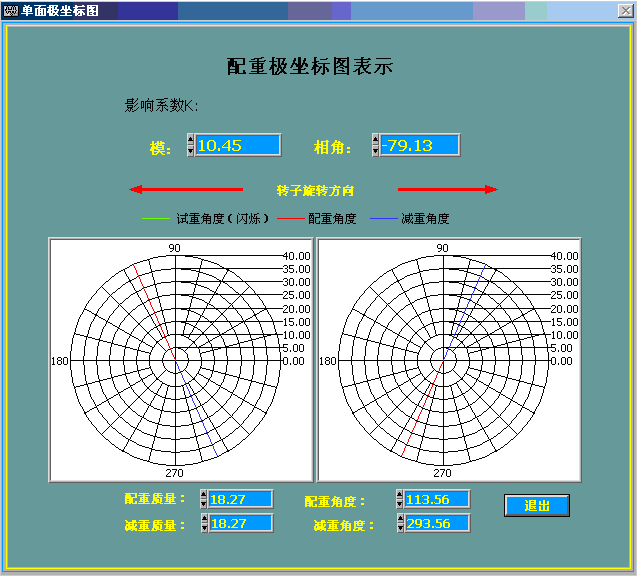 单面极坐标图
配重极坐标图表示
影响系数K:
模: 10.45 相角: -79.13
转子旋转方向
试重角度(闪烁) 配重角度 减重角度
90 90
40.00 40.00
35.00 35.00
30.00 30.00
25.00 25.00
20.00 20.00
15.00 15.00
10.00 10.00
5.00 5.00
180 0.00 180 0.00
270 270
配重质量: 18.27 配重角度: 113.56
减重质量: 18.27 减重角度: 293.56
退出